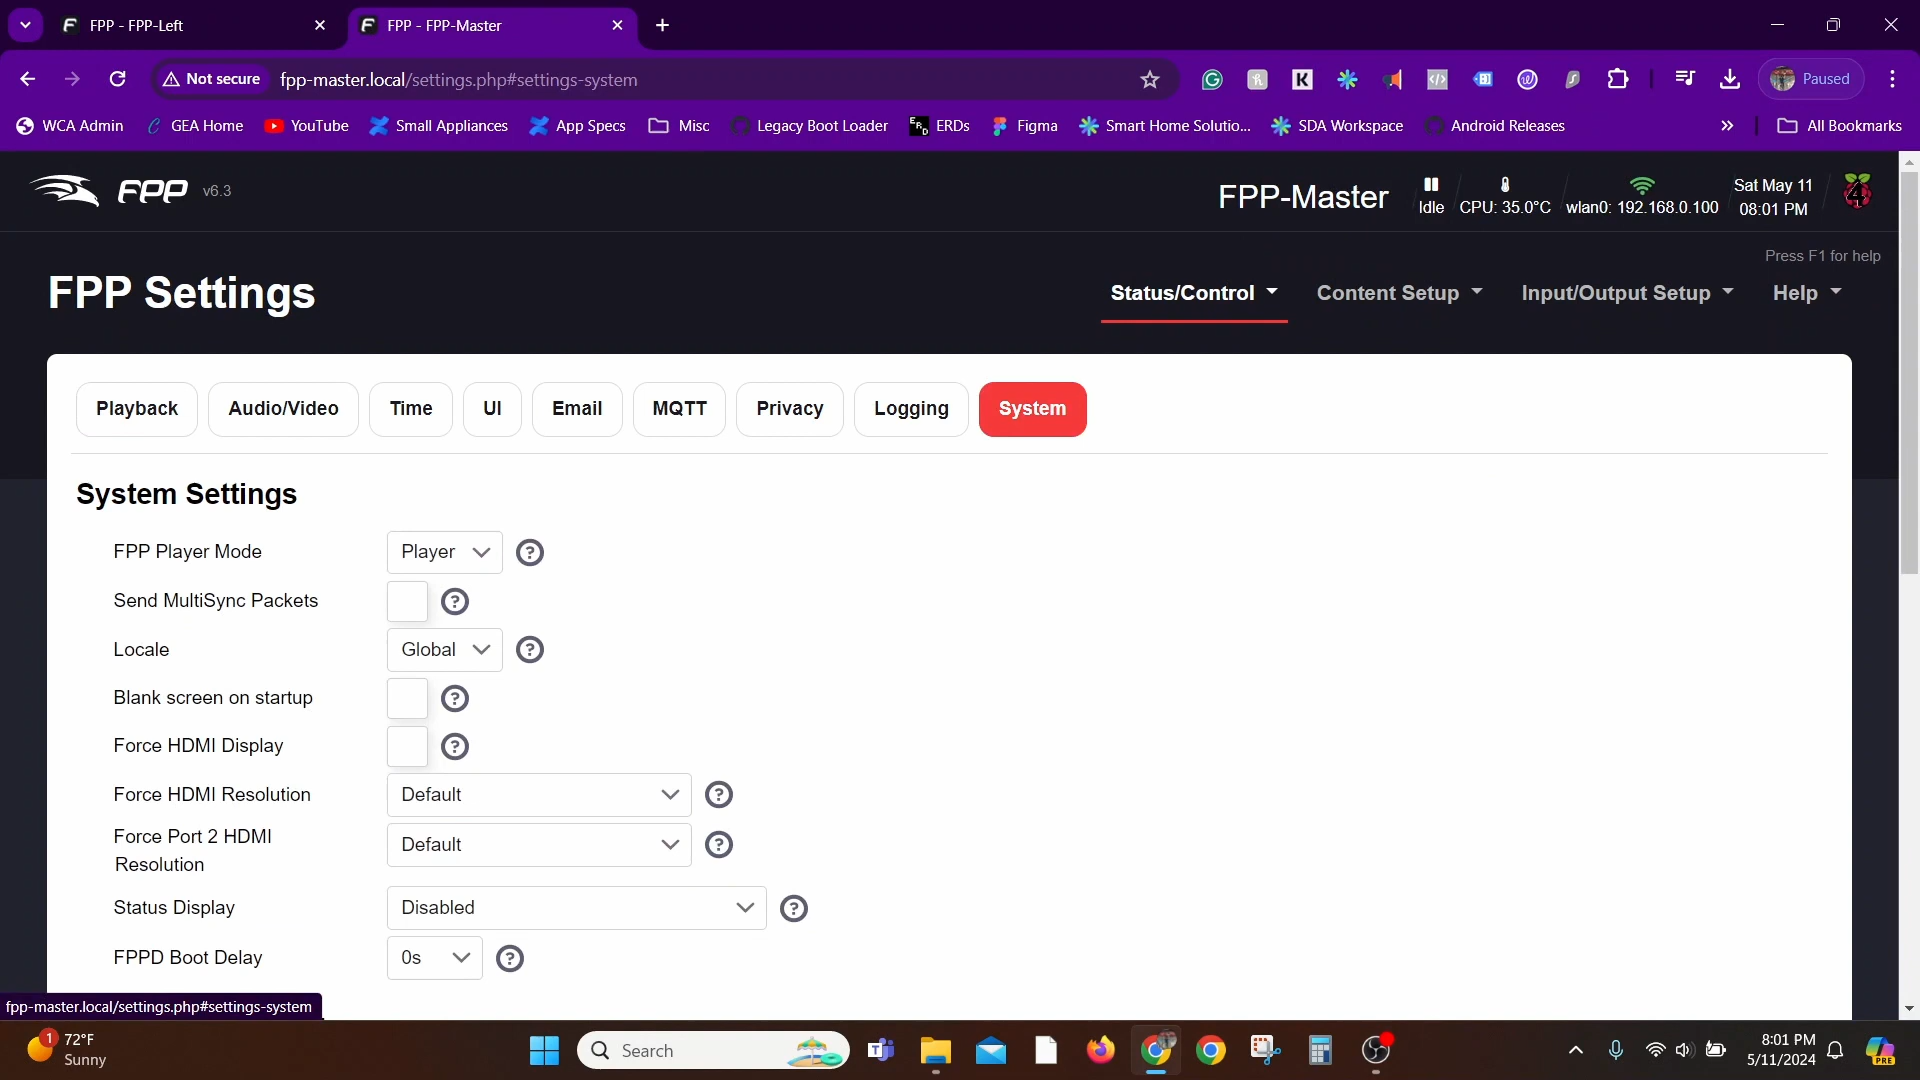 FPP - FPP-Left
FPP - FPP-Master
Not secure
fpp-master.local/settings.php#settings-system
Paused
WCA Admin
GEA Home
YouTube
Small Appliances
App Specs
Misc
Legacy Boot Loader
ERDs
Figma
Smart Home Solutio...
SDA Workspace
Android Releases
All Bookmarks
FPP v6.3
FPP-Master
Idle
CPU: 35.0°C
wlan0: 192.168.0.100
Sat May 11
08:01 PM
4
Press F1 for help
FPP Settings
Status/Control
Content Setup
Input/Output Setup
Help
Playback
Audio/Video
Time
UI
Email
MQTT
Privacy
Logging
System
System Settings
FPP Player Mode
Player
Send MultiSync Packets
Locale
Global
Blank screen on startup
Force HDMI Display
Force HDMI Resolution
Default
Force Port 2 HDMI
Resolution
Default
Status Display
Disabled
FPPD Boot Delay
0s
fpp-master.local/settings.php#settings-system
1
72°F
Sunny
Search
8:01 PM
5/11/2024
PRE